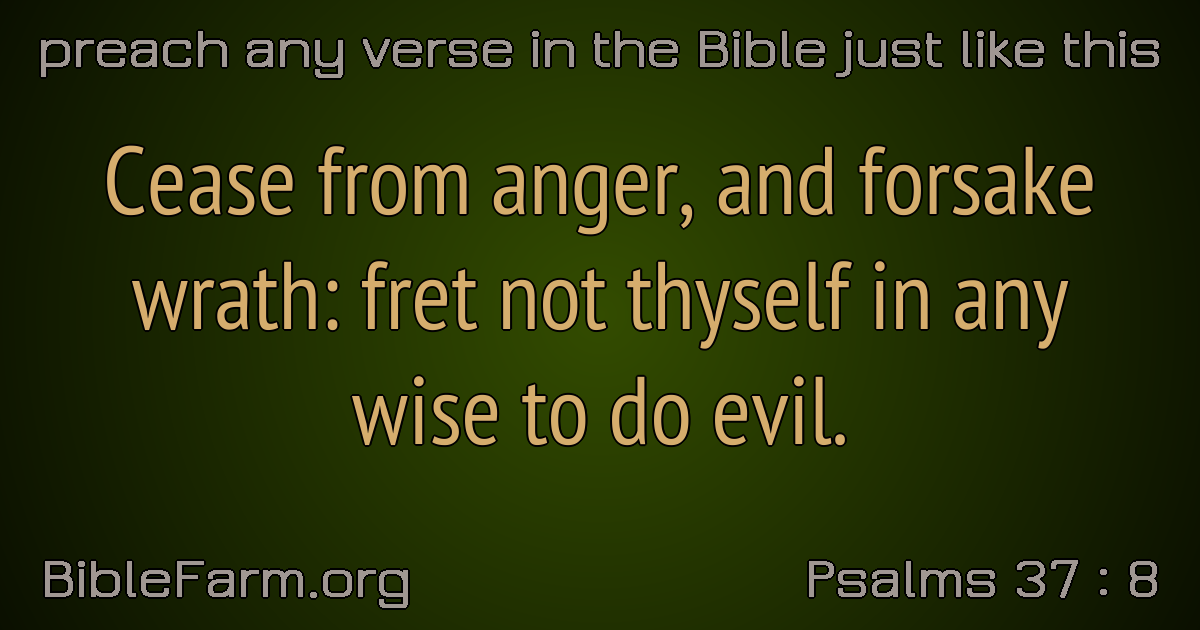 preach any verse in the Bible just like this
Cease from anger, and forsake
wrath: fret not thyself in any
wise to do evil.
BibleFarm.org
Psalms 37 : 8